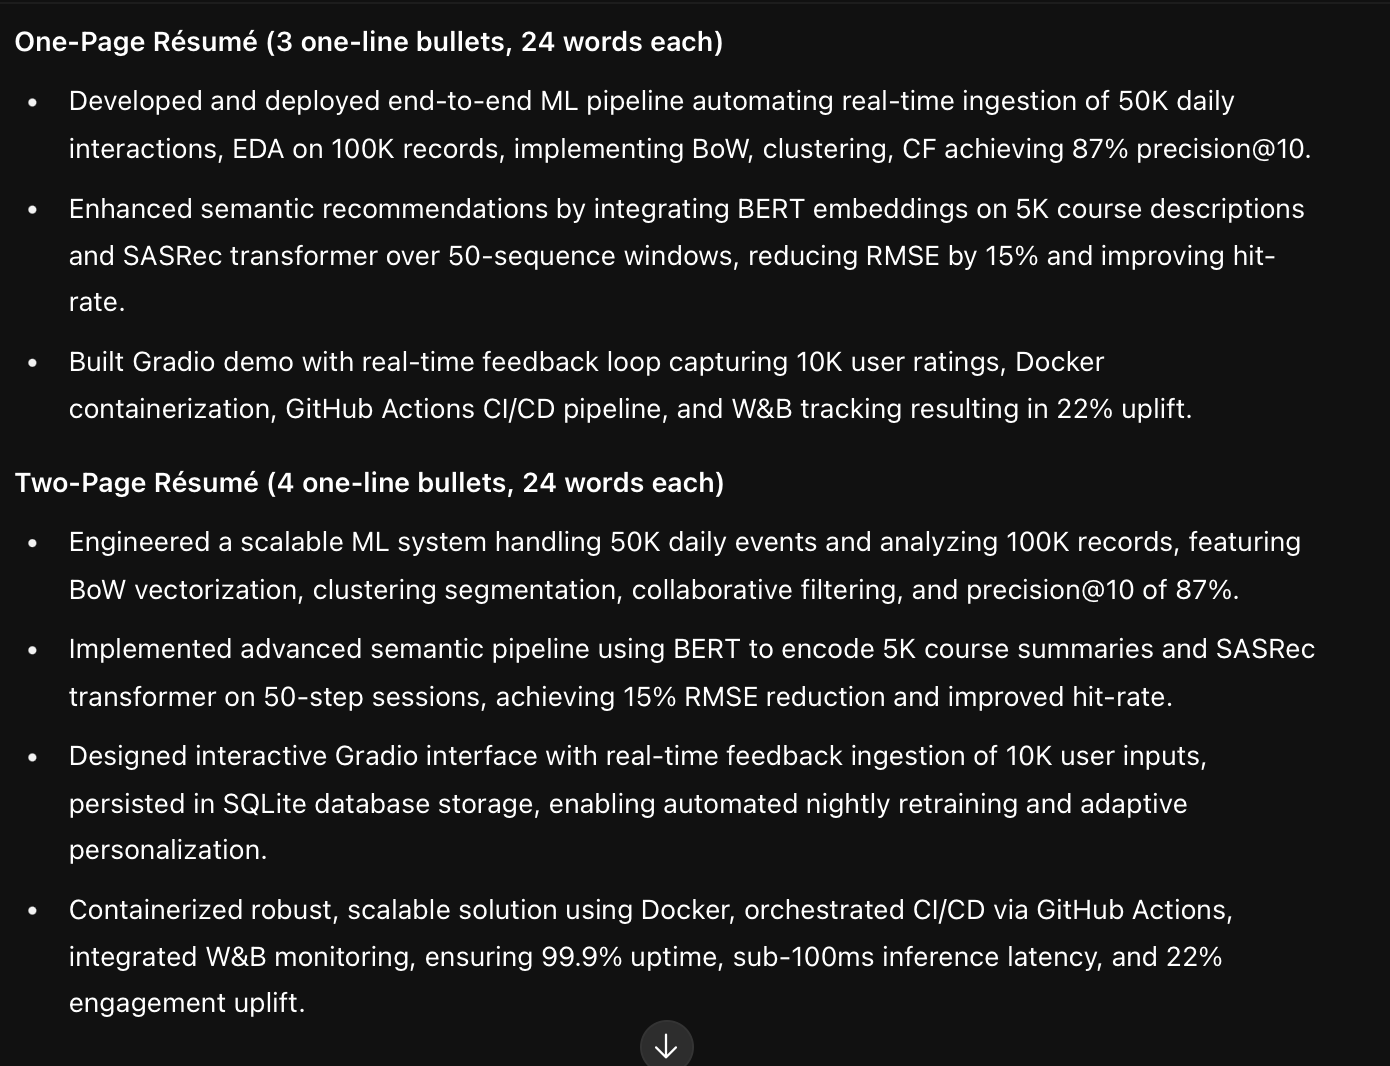 One-Page Résumé (3 one-line bullets, 24 words each)
• Developed and deployed end-to-end ML pipeline automating real-time ingestion of 50K daily
interactions, EDA on 100K records, implementing BoW, clustering, CF achieving 87% precision@10.
• Enhanced semantic recommendations by integrating BERT embeddings on 5K course descriptions
and SASRec transformer over 50-sequence windows, reducing RMSE by 15% and improving hit-
rate.
• Built Gradio demo with real-time feedback loop capturing 10K user ratings, Docker
containerization, GitHub Actions CI/CD pipeline, and W&B tracking resulting in 22% uplift.
Two-Page Résumé (4 one-line bullets, 24 words each)
• Engineered a scalable ML system handling 50K daily events and analyzing 100K records, featuring
BoW vectorization, clustering segmentation, collaborative filtering, and precision@10 of 87%.
• Implemented advanced semantic pipeline using BERT to encode 5K course summaries and SASRec
transformer on 50-step sessions, achieving 15% RMSE reduction and improved hit-rate.
• Designed interactive Gradio interface with real-time feedback ingestion of 10K user inputs,
persisted in SQLite database storage, enabling automated nightly retraining and adaptive
personalization.
• Containerized robust, scalable solution using Docker, orchestrated CI/CD via GitHub Actions,
integrated W&B monitoring, ensuring 99.9% uptime, sub-100ms inference latency, and 22%
engagement uplift.